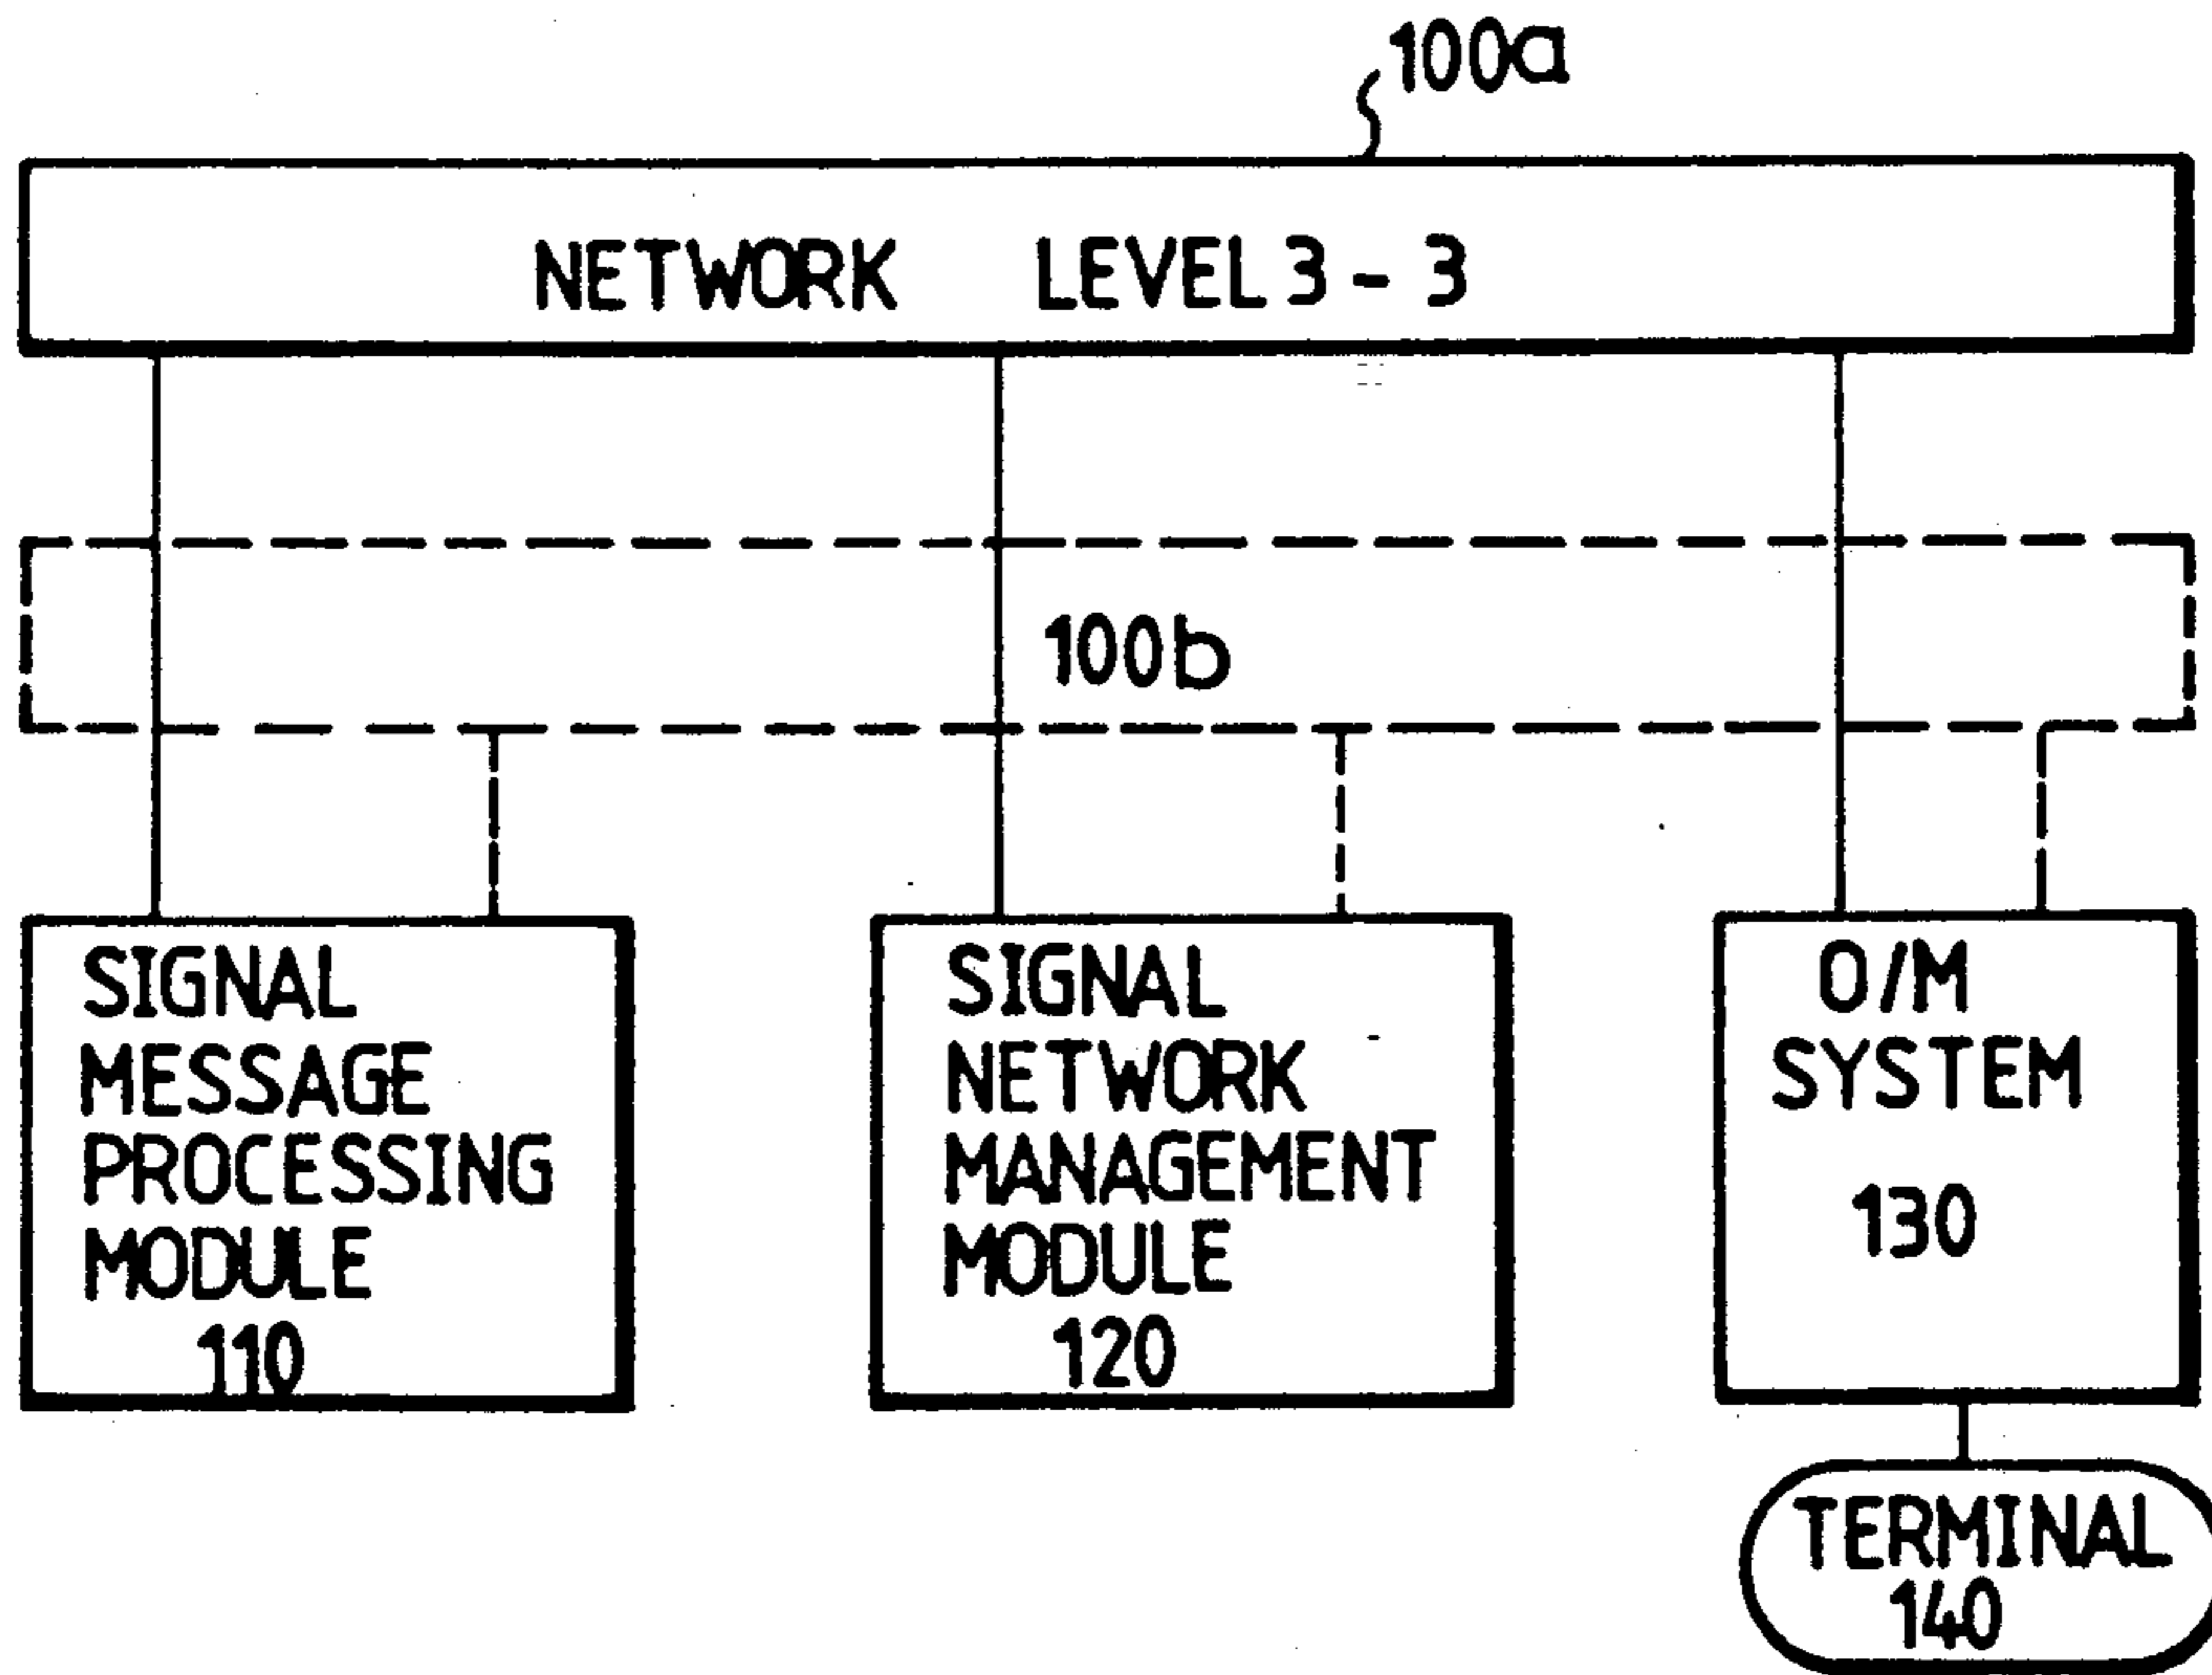 100a
NETWORK LEVEL 3 - 3
100b
SIGNAL
MESSAGE
PROCESSING
MODULE
110
SIGNAL
NETWORK
MANAGEMENT
MODULE
120
O/M
SYSTEM
130
TERMINAL
140